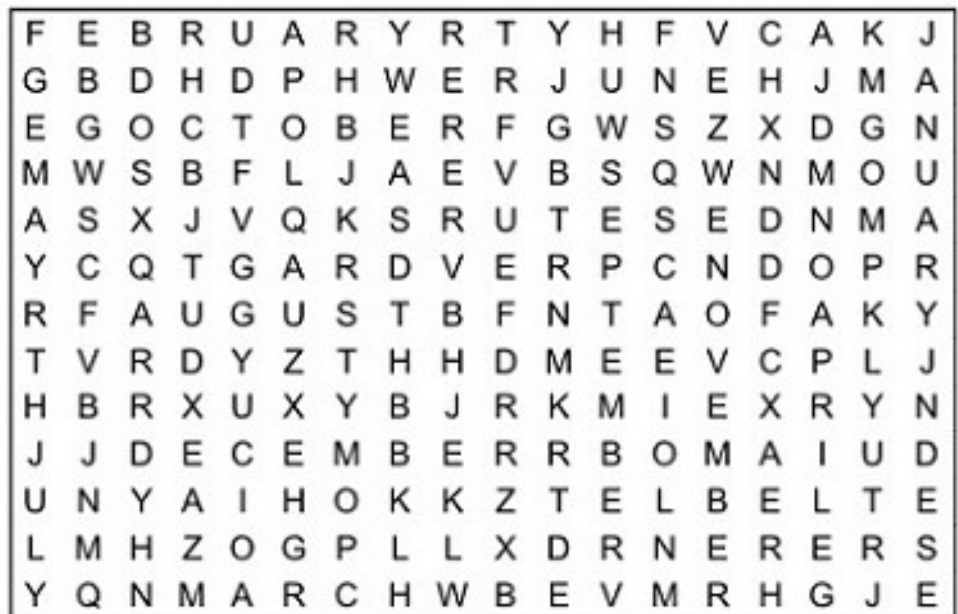 F E B R U A R Y R T Y H F V C A K J
G B D H D P H W E R J U N E H J M A
E G O C T O B E R F G W S Z X D G N
M W S B F L J A E V B S Q W N M O U
A S X J V Q K S R U T E S E D N M A
Y C Q T G A R D V E R P C N D O P R
R F A U G U S T B F N T A O F A K Y
T V R D Y Z T H H D M E E V C P L J
H B R X U X Y B J R K M I E X R Y N
J J D E C E M B E R R B O M A I U D
U N Y A I H O K K Z T E L B E L T E
L M H Z O G P L L X D R N E R E R S
Y Q N M A R C H W B E V M R H G J E